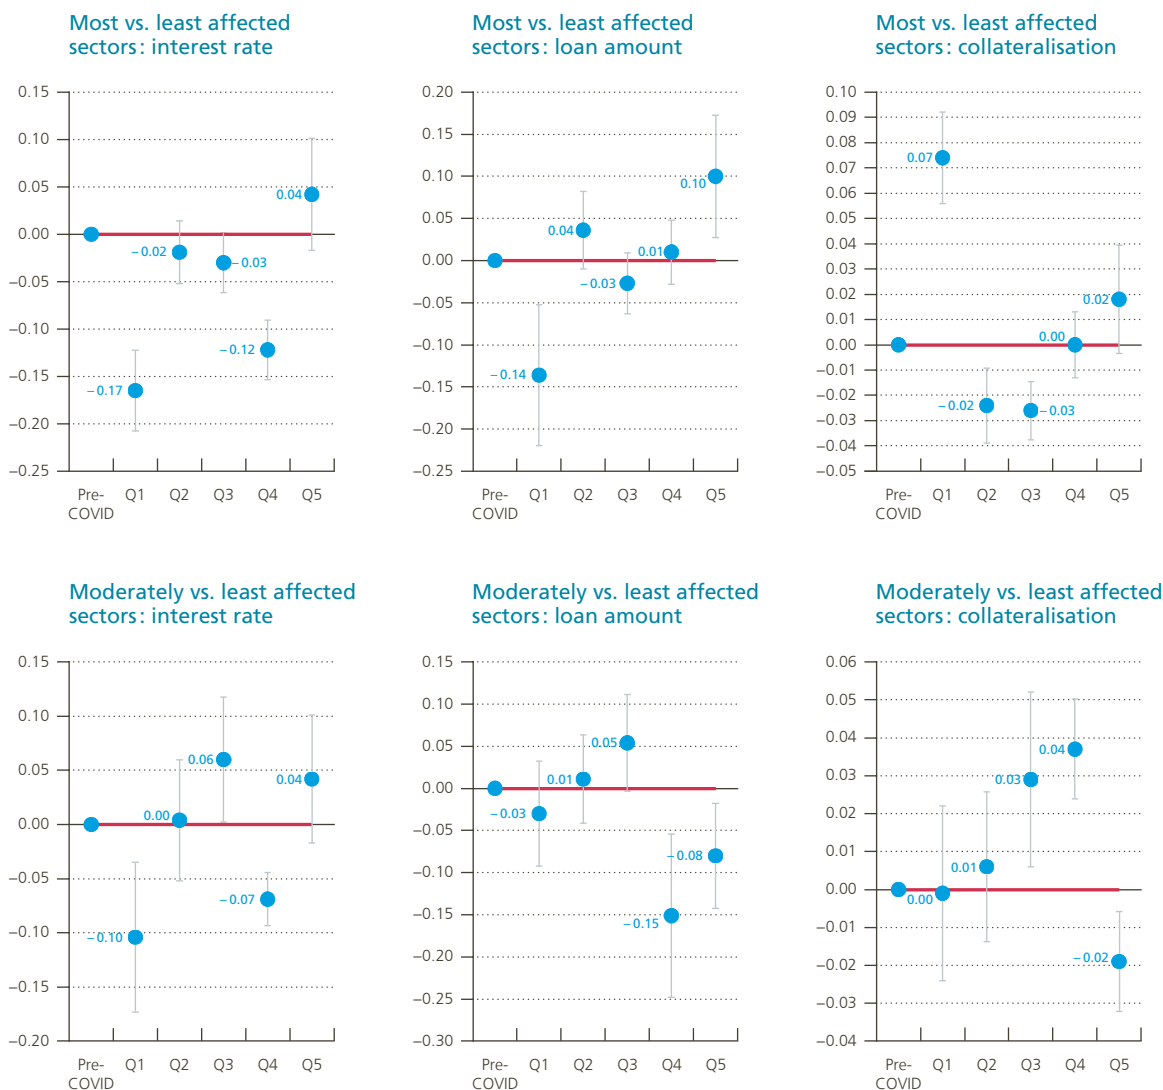 Most vs. least affected
sectors: interest rate
0.15
0.10
0.05
0.00
−0.05
−0.10
−0.15
−0.20
−0.25
−0.17
−0.02
−0.03
−0.12
0.04
Pre-
COVID
Q1
Q2
Q3
Q4
Q5
Most vs. least affected
sectors: loan amount
0.20
0.15
0.10
0.05
0.00
−0.05
−0.10
−0.15
−0.20
−0.25
−0.14
0.04
−0.03
0.01
0.10
Pre-
COVID
Q1
Q2
Q3
Q4
Q5
Most vs. least affected
sectors: collateralisation
0.10
0.09
0.08
0.07
0.06
0.05
0.04
0.03
0.02
0.01
0.00
−0.01
−0.02
−0.03
−0.04
−0.05
0.07
−0.02
−0.03
0.00
0.02
Pre-
COVID
Q1
Q2
Q3
Q4
Q5
Moderately vs. least affected
sectors: interest rate
0.15
0.10
0.05
0.00
−0.05
−0.10
−0.15
−0.20
−0.10
0.00
0.06
−0.07
0.04
Pre-
COVID
Q1
Q2
Q3
Q4
Q5
Moderately vs. least affected
sectors: loan amount
0.15
0.10
0.05
0.00
−0.05
−0.10
−0.15
−0.20
−0.25
−0.30
−0.03
0.01
0.05
−0.15
−0.08
Pre-
COVID
Q1
Q2
Q3
Q4
Q5
Moderately vs. least affected
sectors: collateralisation
0.06
0.05
0.04
0.03
0.02
0.01
0.00
−0.01
−0.02
−0.03
−0.04
0.00
0.01
0.03
0.04
−0.02
Pre-
COVID
Q1
Q2
Q3
Q4
Q5